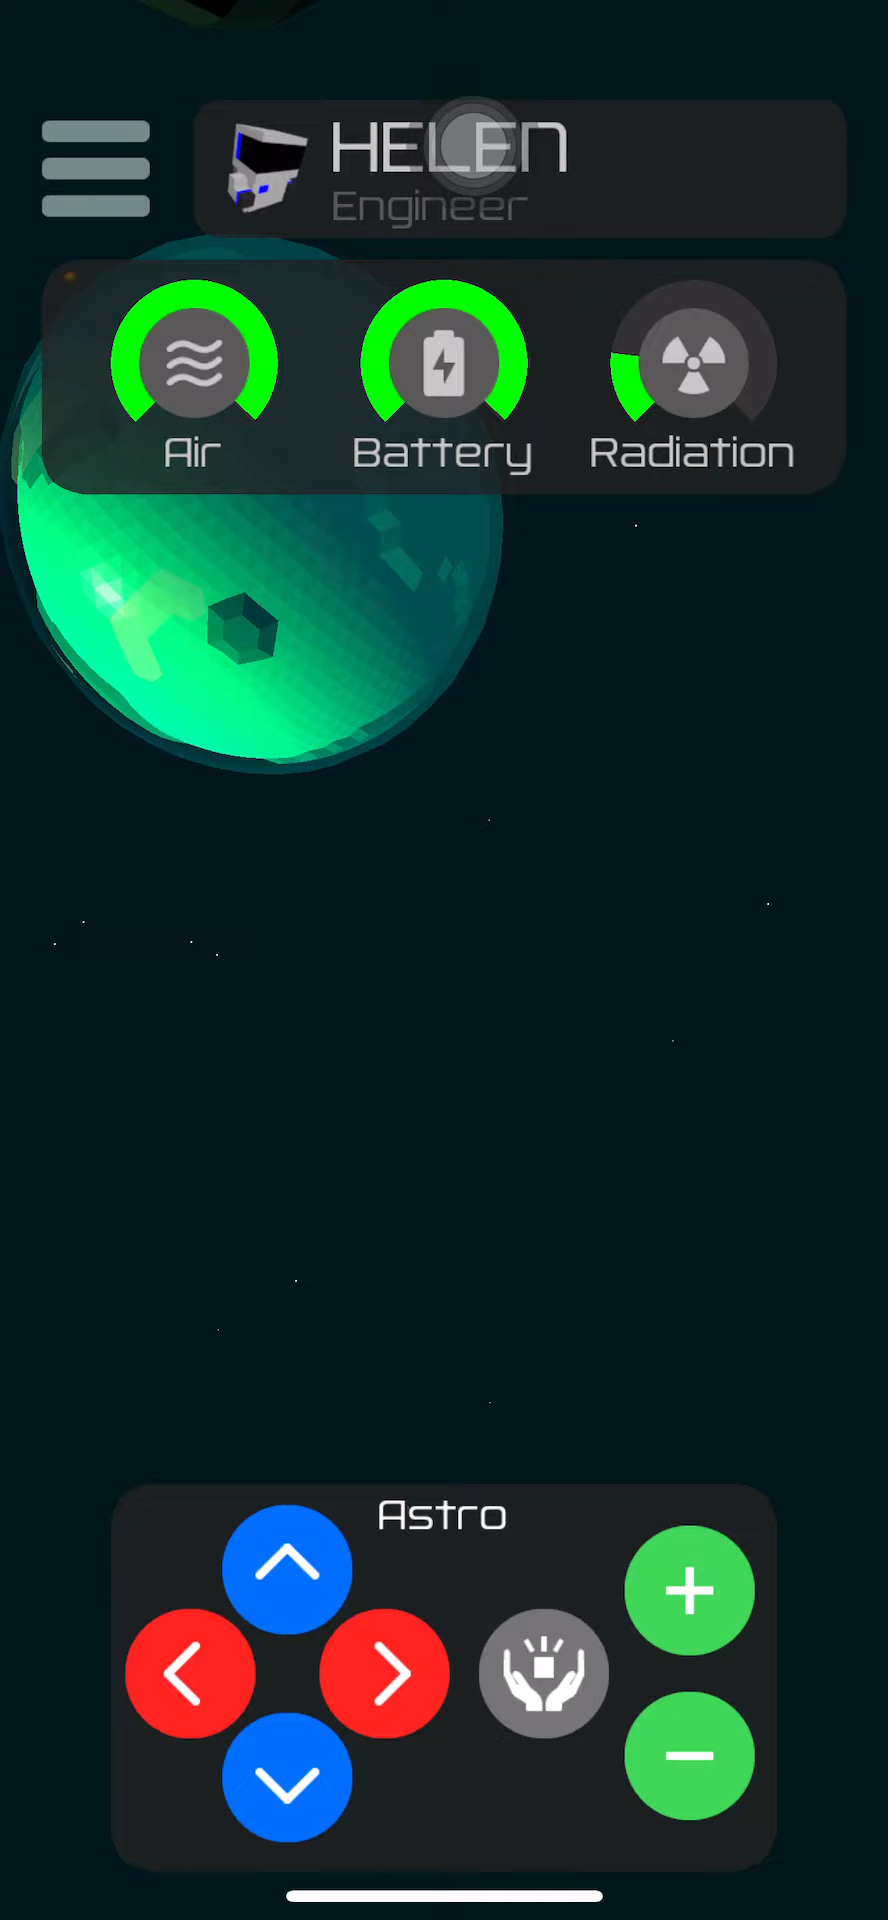 HELEN
Engineer
Air
Battery
Radiation
Astro